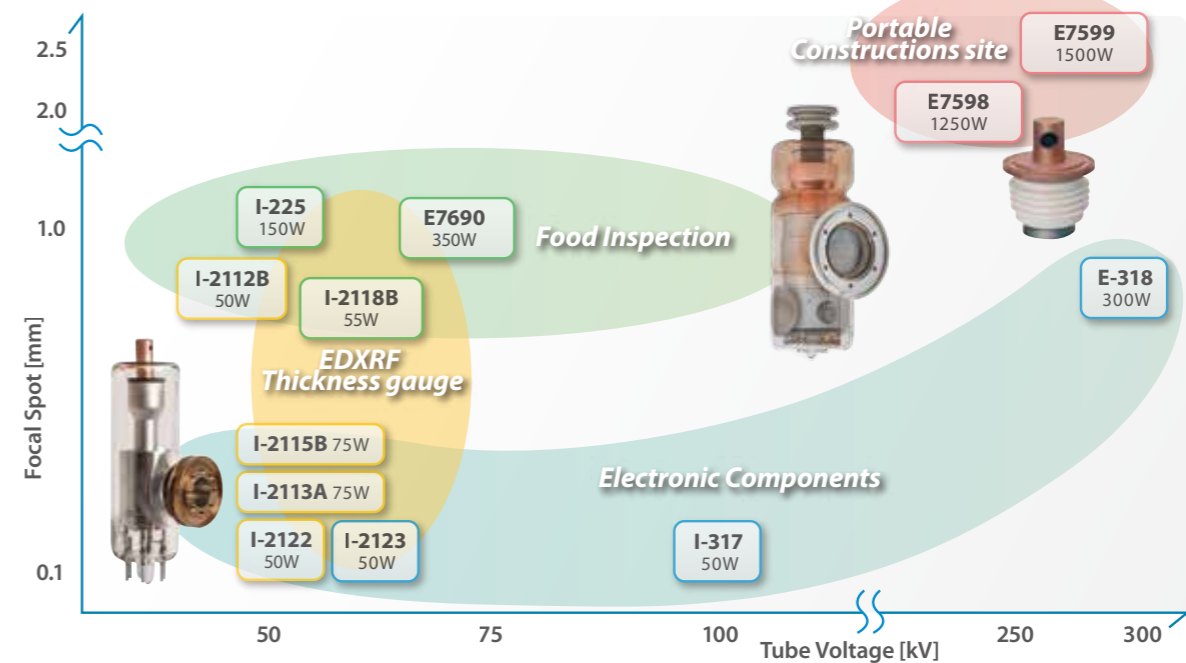 2.5
2.0
1.0
0.1
Focal Spot [mm]
Portable
Constructions site
E7599
1500W
E7598
1250W
I-225
150W
E7690
350W
Food Inspection
I-2112B
50W
I-2118B
55W
E-318
300W
EDXRF
Thickness gauge
I-2115B 75W
I-2113A 75W
Electronic Components
I-2122
50W
I-2123
50W
I-317
50W
50
75
100
250
300
Tube Voltage [kV]